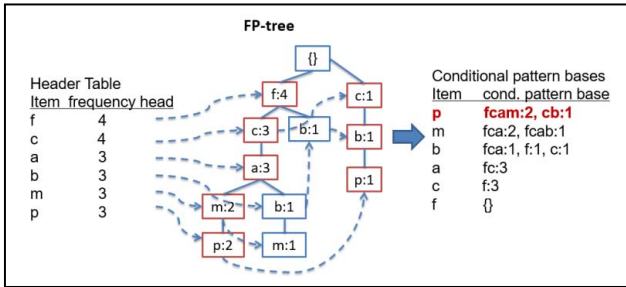 FP-tree
Header Table
Item frequency head
f 4
c 4
a 3
b 3
m 3
p 3
{}
f:4 c:1
c:3 b:1 b:1
a:3 p:1
m:2 b:1
p:2 m:1
Conditional pattern bases
Item cond. pattern base
p fcam:2, cb:1
m fca:2, fcab:1
b fca:1, f:1, c:1
a fc:3
c f:3
f {}